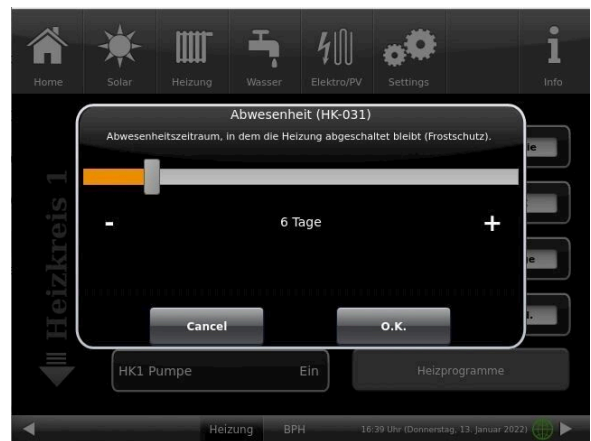 Home Solar Heizung Wasser Elektro/PV Settings Info
Abwesenheit (HK-031)
Abwesenheitszeitraum, in dem die Heizung abgeschaltet bleibt (Frostschutz).
Heizkreis 1
- 6 Tage +
Cancel O.K.
HK1 Pumpe Ein Heizprogramme
Heizung BPH 16:39 Uhr (Donnerstag, 13. Januar 2022)